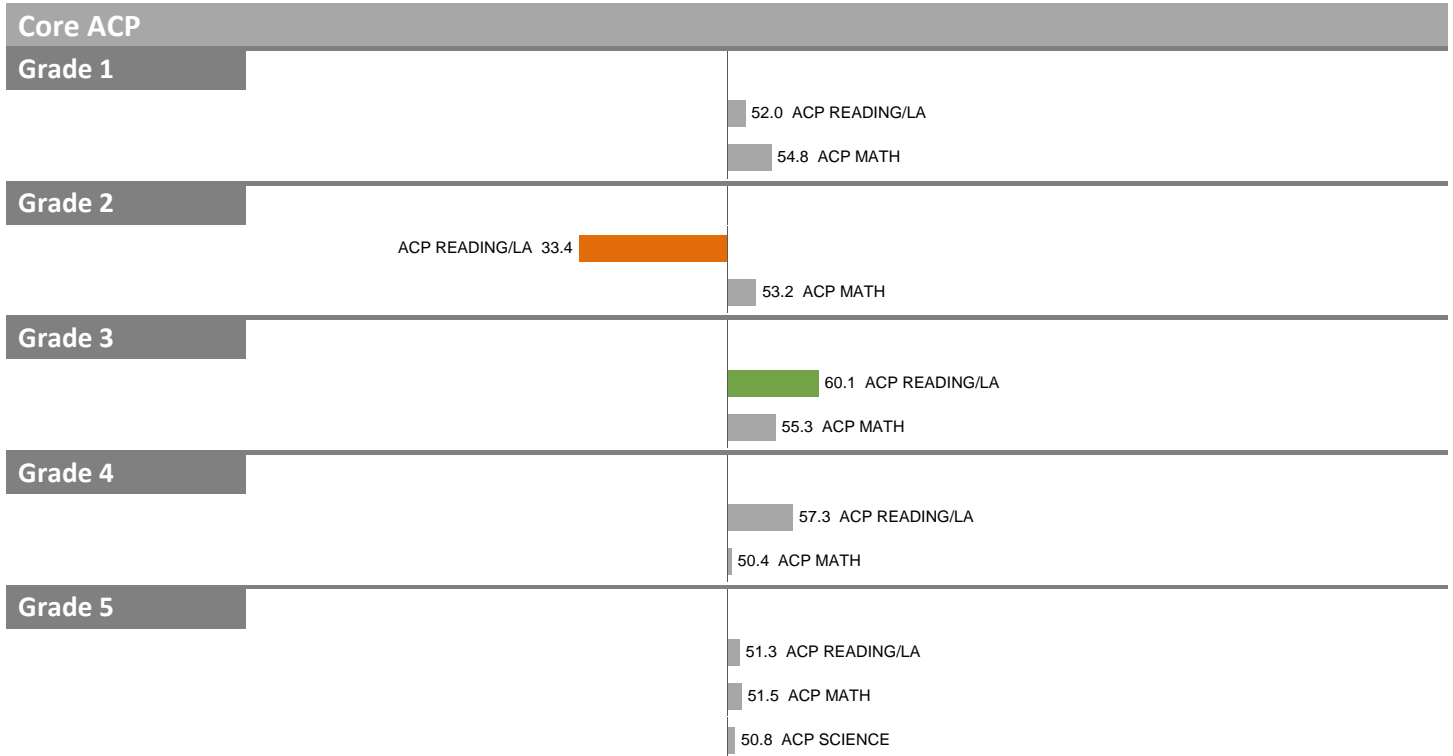 Core ACP
Grade 1
52.0 ACP READING/LA
54.8 ACP MATH
Grade 2
ACP READING/LA 33.4
53.2 ACP MATH
Grade 3
60.1 ACP READING/LA
55.3 ACP MATH
Grade 4
57.3 ACP READING/LA
50.4 ACP MATH
Grade 5
51.3 ACP READING/LA
51.5 ACP MATH
50.8 ACP SCIENCE